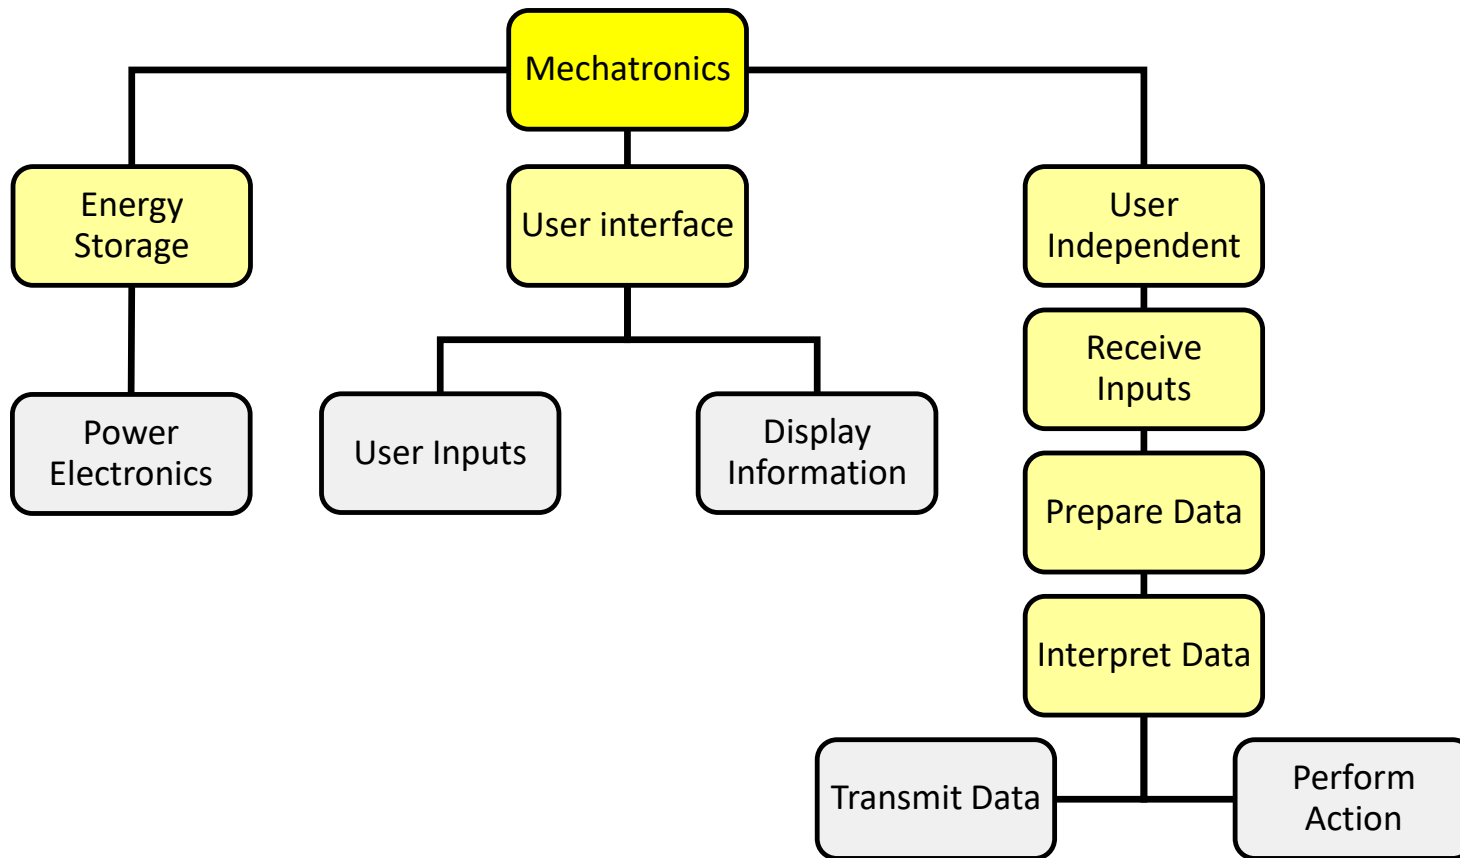 Mechatronics
Energy
Storage
User interface
User
Independent
Receive
Inputs
Power
Electronics
User Inputs
Display
Information
Prepare Data
Interpret Data
Transmit Data
Perform
Action